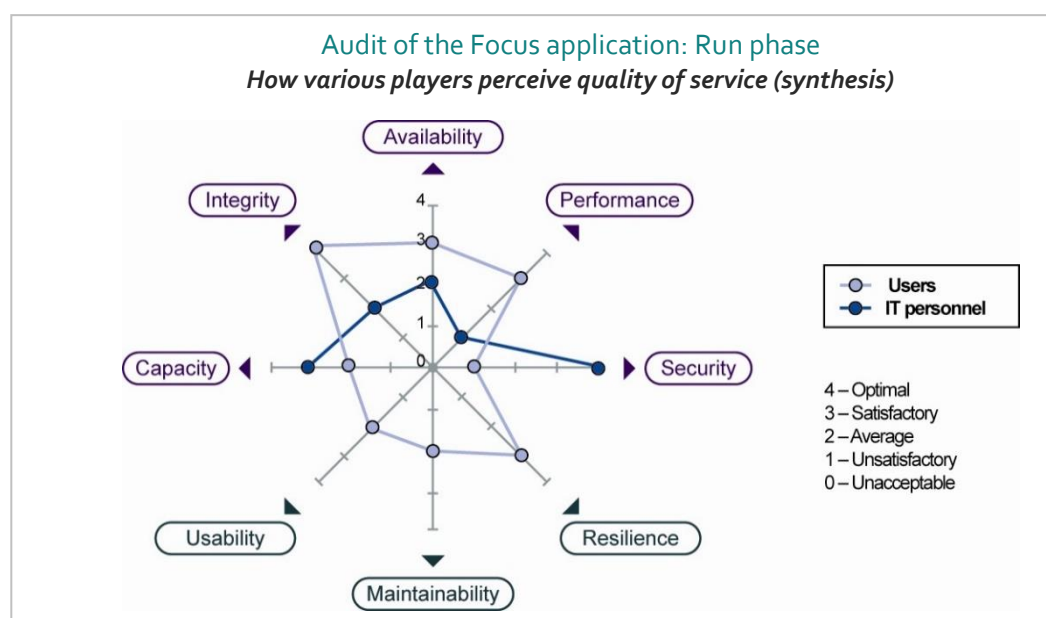 Audit of the Focus application: Run phase
How various players perceive quality of service (synthesis)
Availability
Integrity
Performance
4
3
2
1
0
Users
IT personnel
Capacity
Security
4 – Optimal
3 – Satisfactory
2 – Average
1 – Unsatisfactory
0 – Unacceptable
Usability
Resilience
Maintainability